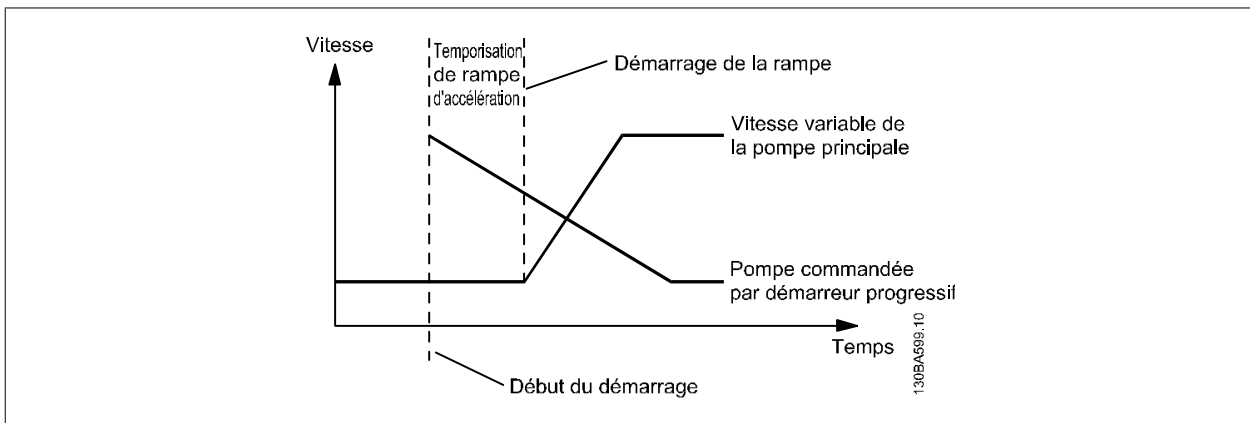 Vitesse
Temporisation
de rampe
d'accélération
Démarrage de la rampe
Vitesse variable de
la pompe principale
Pompe commandée
par démarreur progressif
Temps
Début du démarrage
130BA599.10